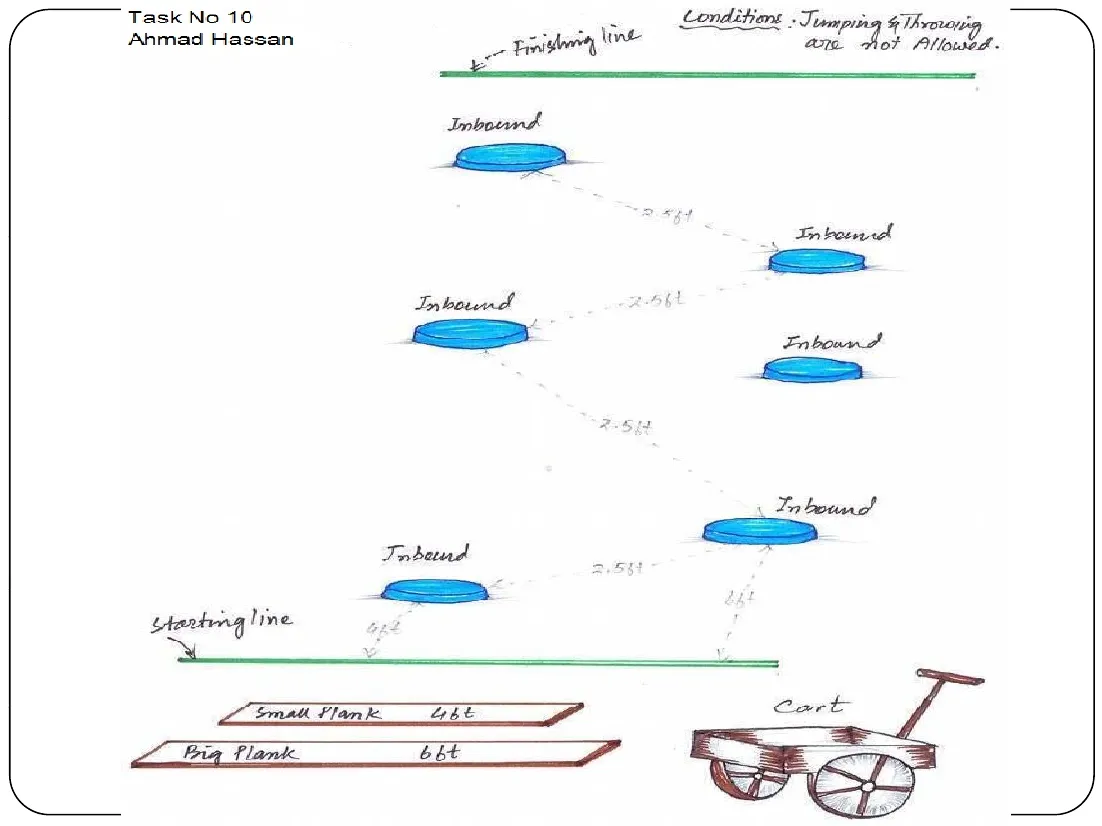 Task No 10
Ahmad Hassan
Conditions: Jumping & Throwing
are not Allowed.
Finishing line
Inbound
2.5ft
Inbound
Inbound
2.5ft
Inbound
2.5ft
Inbound
Inbound
2.5ft
6ft
Starting line
4ft
Small Plank 4ft
Cart
Big Plank 6ft